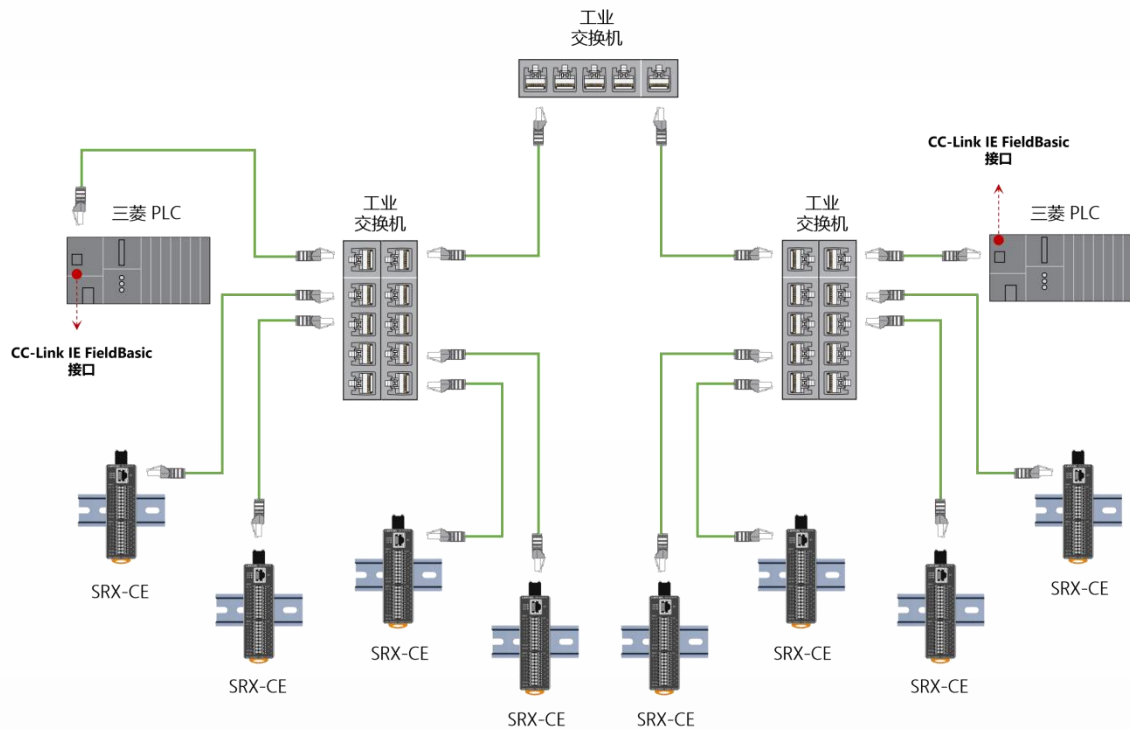 工业
交换机
CC-Link IE FieldBasic
接口
三菱 PLC
工业
交换机
工业
交换机
三菱 PLC
CC-Link IE FieldBasic
接口
SRX-CE
SRX-CE
SRX-CE
SRX-CE
SRX-CE
SRX-CE
SRX-CE
SRX-CE